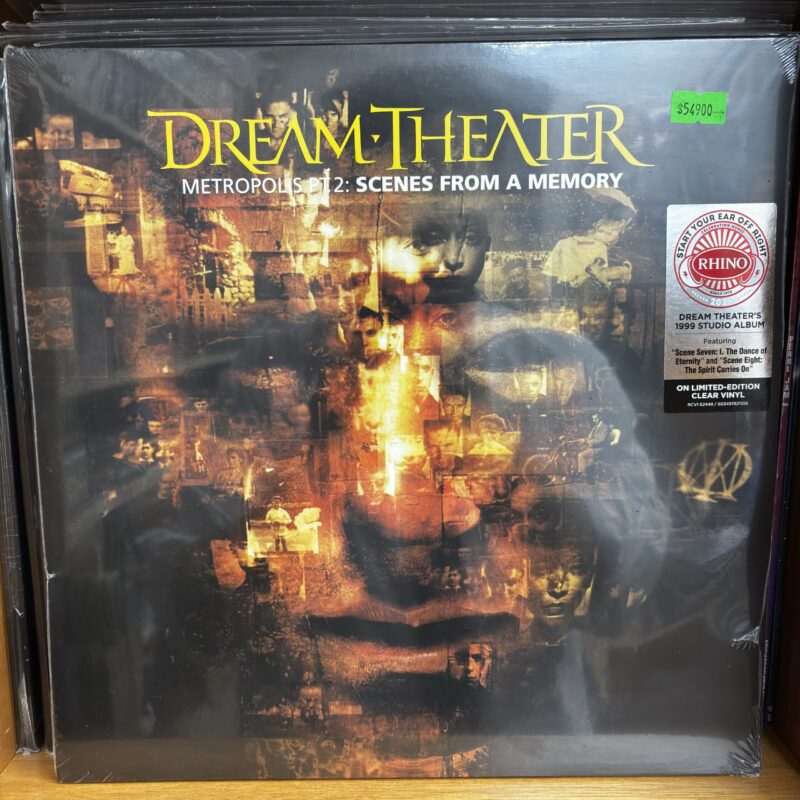 $54900
DREAM·THEATER
METROPOLIS PT.2: SCENES FROM A MEMORY
START YOUR EAR OFF RIGHT
RHINO
DREAM THEATER'S
1999 STUDIO ALBUM
Featuring
"Scene Seven: I. The Dance of
Eternity" and "Scene Eight:
The Spirit Carries On"
ON LIMITED-EDITION
CLEAR VINYL
PEARL JAM